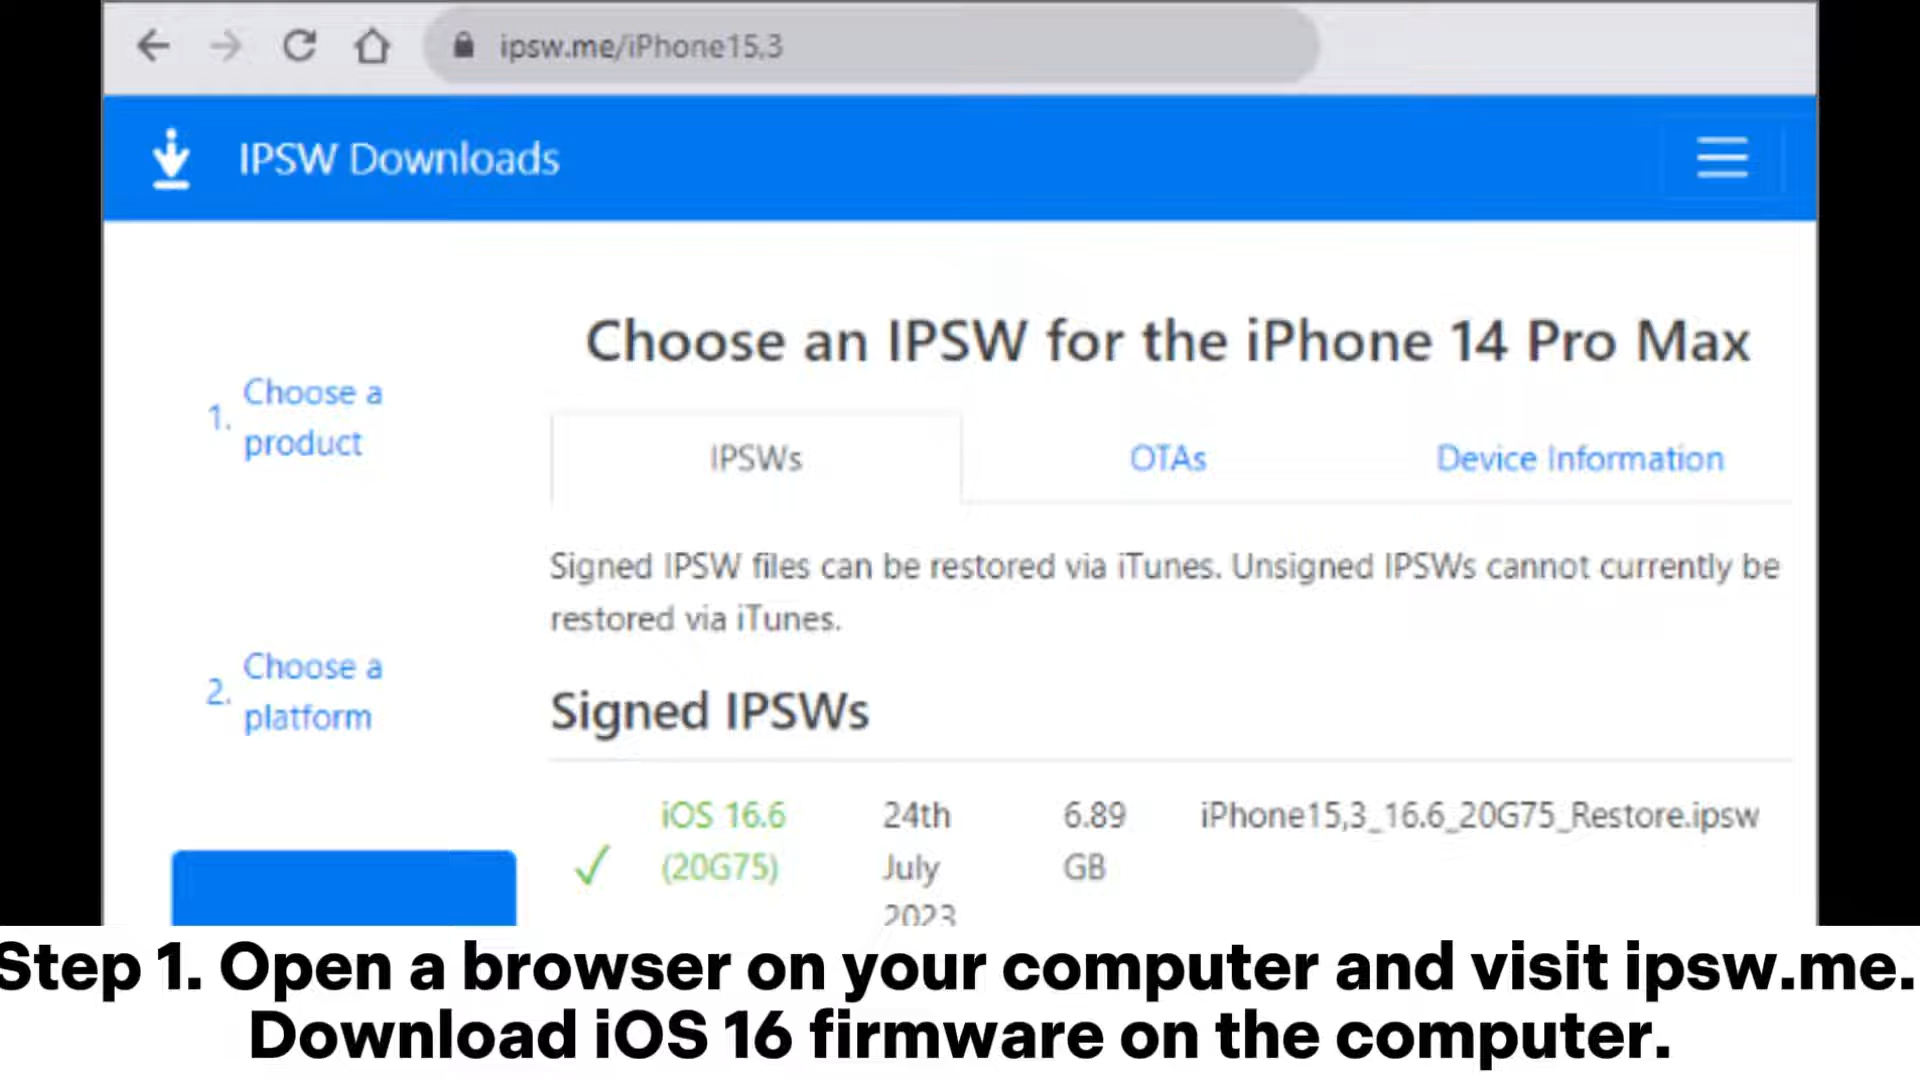 ipsw.me/iPhone15,3
IPSW Downloads
Choose an IPSW for the iPhone 14 Pro Max
1. Choose a
product
2. Choose a
platform
IPSWs OTAs Device Information
Signed IPSW files can be restored via iTunes. Unsigned IPSWs cannot currently be
restored via iTunes.
Signed IPSWs
iOS 16.6 24th 6.89 iPhone15,3_16.6_20G75_Restore.ipsw
(20G75) July GB
2023
Step 1. Open a browser on your computer and visit ipsw.me.
Download iOS 16 firmware on the computer.